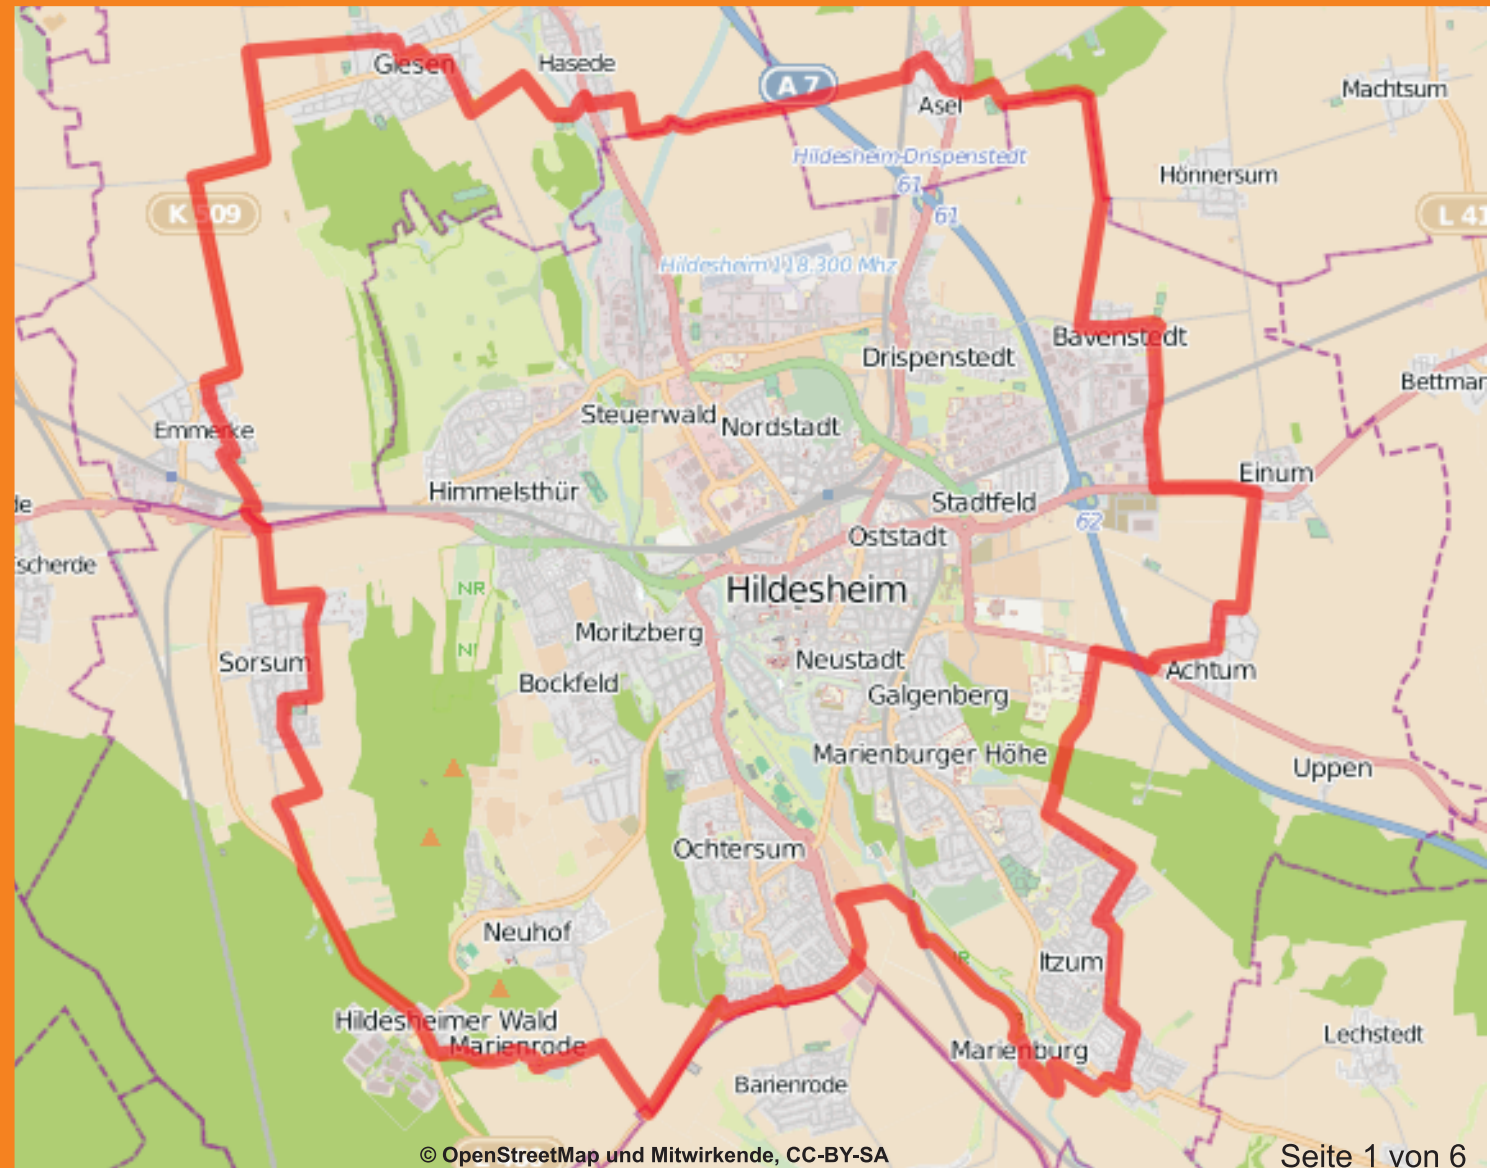 Giesen
Hasede
A 7
Asel
Machtsum
Hildesheim-Drispenstedt
61
61
Hönnersum
K 509
L 41
Hildesheim 118.300 Mhz
Bavenstedt
Drispenstedt
Bettmar
Steuerwald
Nordstadt
Emmerke
Einum
Himmelsthür
Stadtfeld
62
Oststadt
scherde
Hildesheim
NR
Moritzberg
Sorsum
Neustadt
Achtum
Bockfeld
Galgenberg
Marienburger Höhe
Uppen
Ochtersum
Neuhof
Itzum
Hildesheimer Wald
Marienrode
Marienburg
Lechstedt
Barienrode
© OpenStreetMap und Mitwirkende, CC-BY-SA
Seite 1 von 6